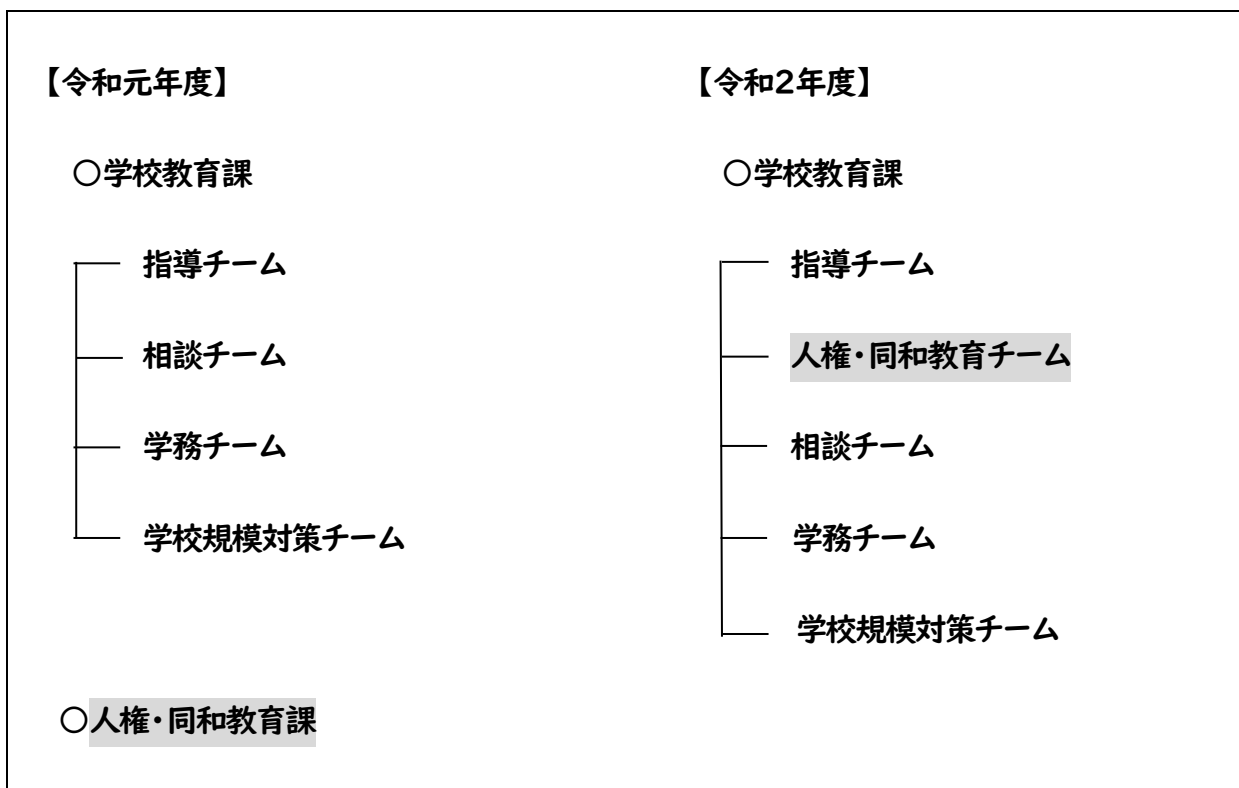 【令和元年度】
○学校教育課
指導チーム
相談チーム
学務チーム
学校規模対策チーム
○人権・同和教育課
【令和2年度】
○学校教育課
指導チーム
人権・同和教育チーム
相談チーム
学務チーム
学校規模対策チーム